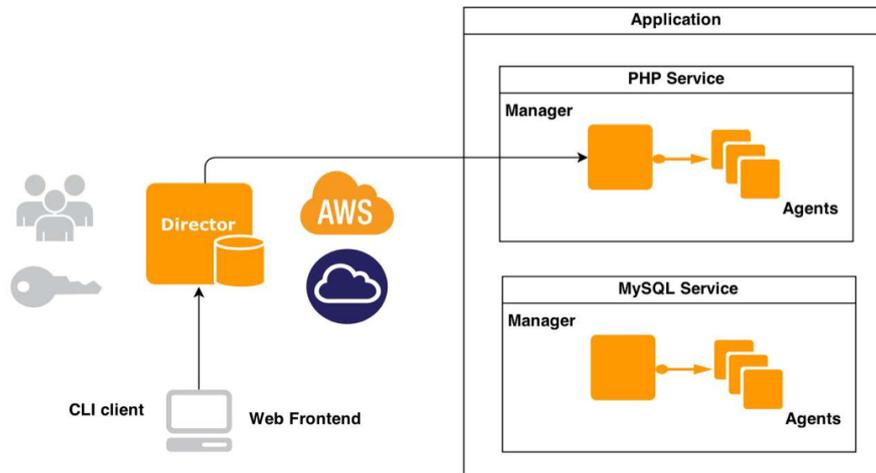 Application
PHP Service
Manager
Agents
Director
AWS
MySQL Service
Manager
Agents
CLI client
Web Frontend